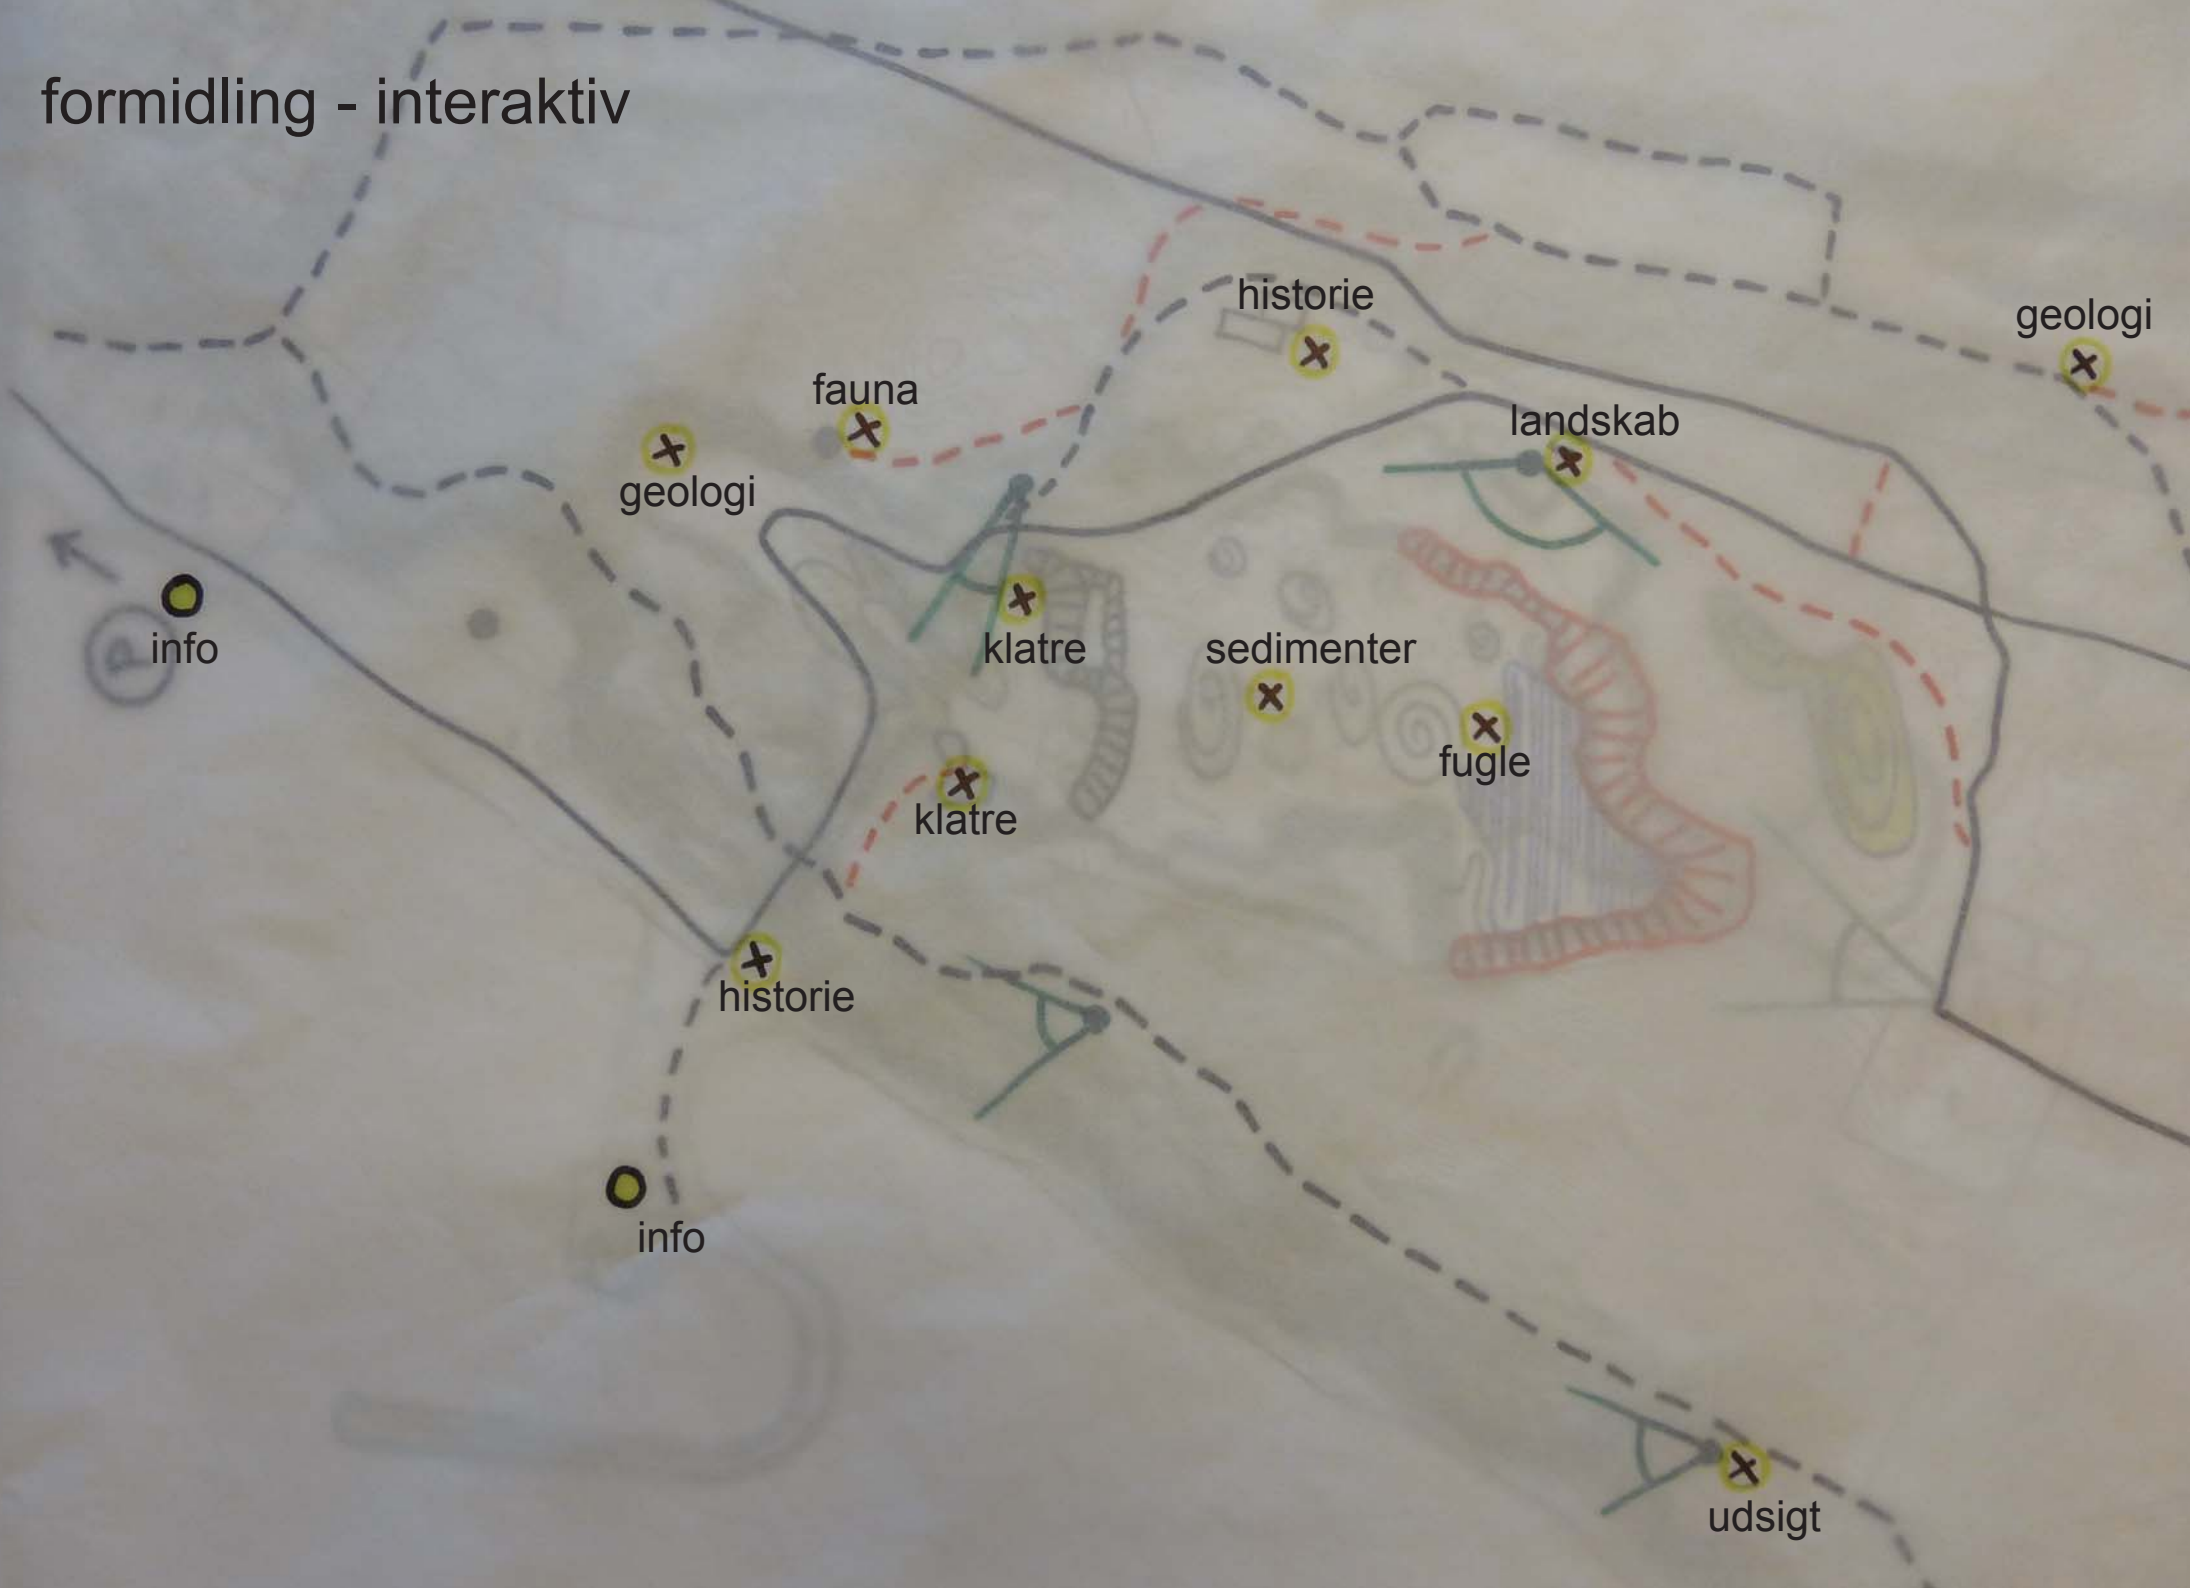 formidling - interaktiv
historie
geologi
fauna
landskab
geologi
info
klatre
sedimenter
fugle
klatre
historie
info
udsigt
P